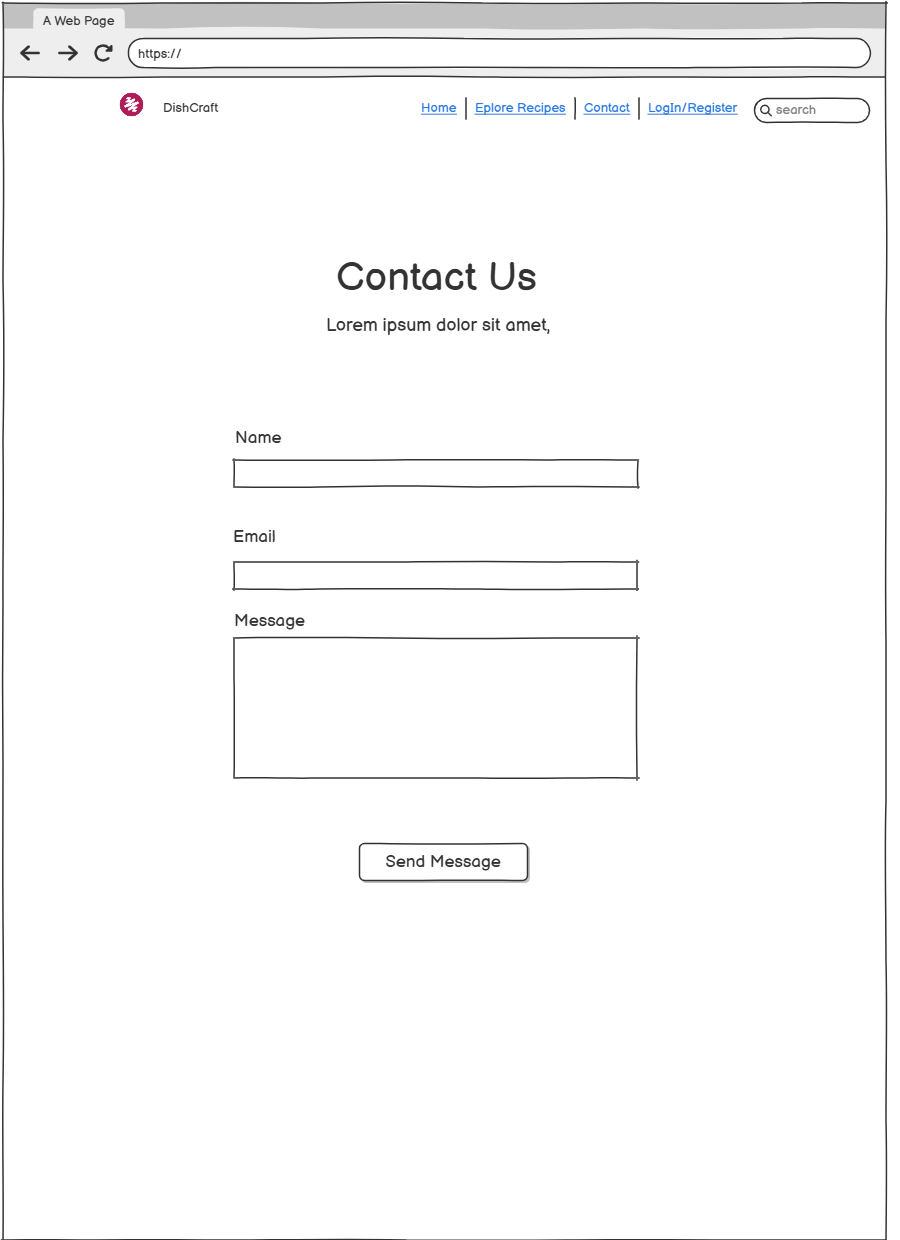 A Web Page
https://
DishCraft
Home
Eplore Recipes
Contact
LogIn/Register
search
Contact Us
Lorem ipsum dolor sit amet,
Name
Email
Message
Send Message